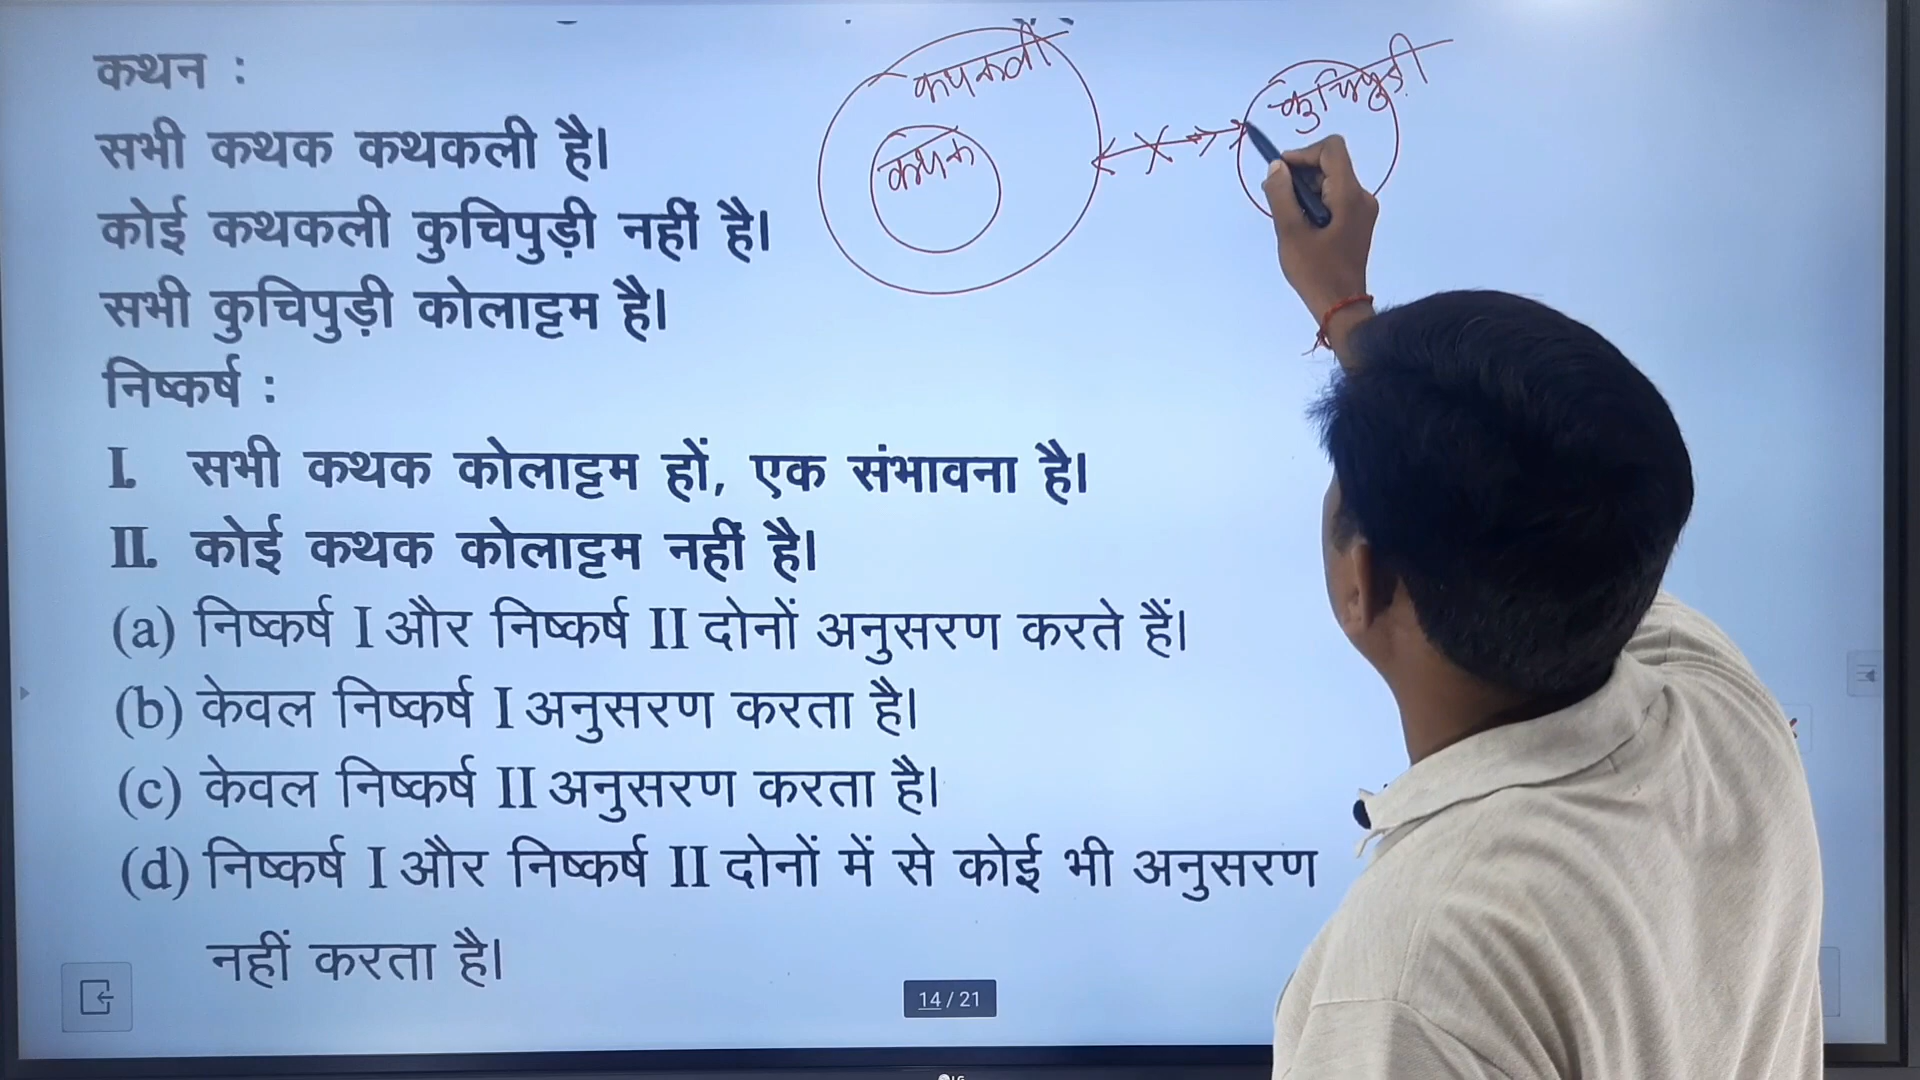 कथन :
सभी कथक कथकली है।
कोई कथकली कुचिपुड़ी नहीं है।
सभी कुचिपुड़ी कोलाट्टम है।
निष्कर्ष :
I. सभी कथक कोलाट्टम हों, एक संभावना है।
II. कोई कथक कोलाट्टम नहीं है।
(a) निष्कर्ष I और निष्कर्ष II दोनों अनुसरण करते हैं।
(b) केवल निष्कर्ष I अनुसरण करता है।
(c) केवल निष्कर्ष II अनुसरण करता है।
(d) निष्कर्ष I और निष्कर्ष II दोनों में से कोई भी अनुसरण
नहीं करता है।
कथकली
कथक
कुचिपुड़ी
14 / 21
LG